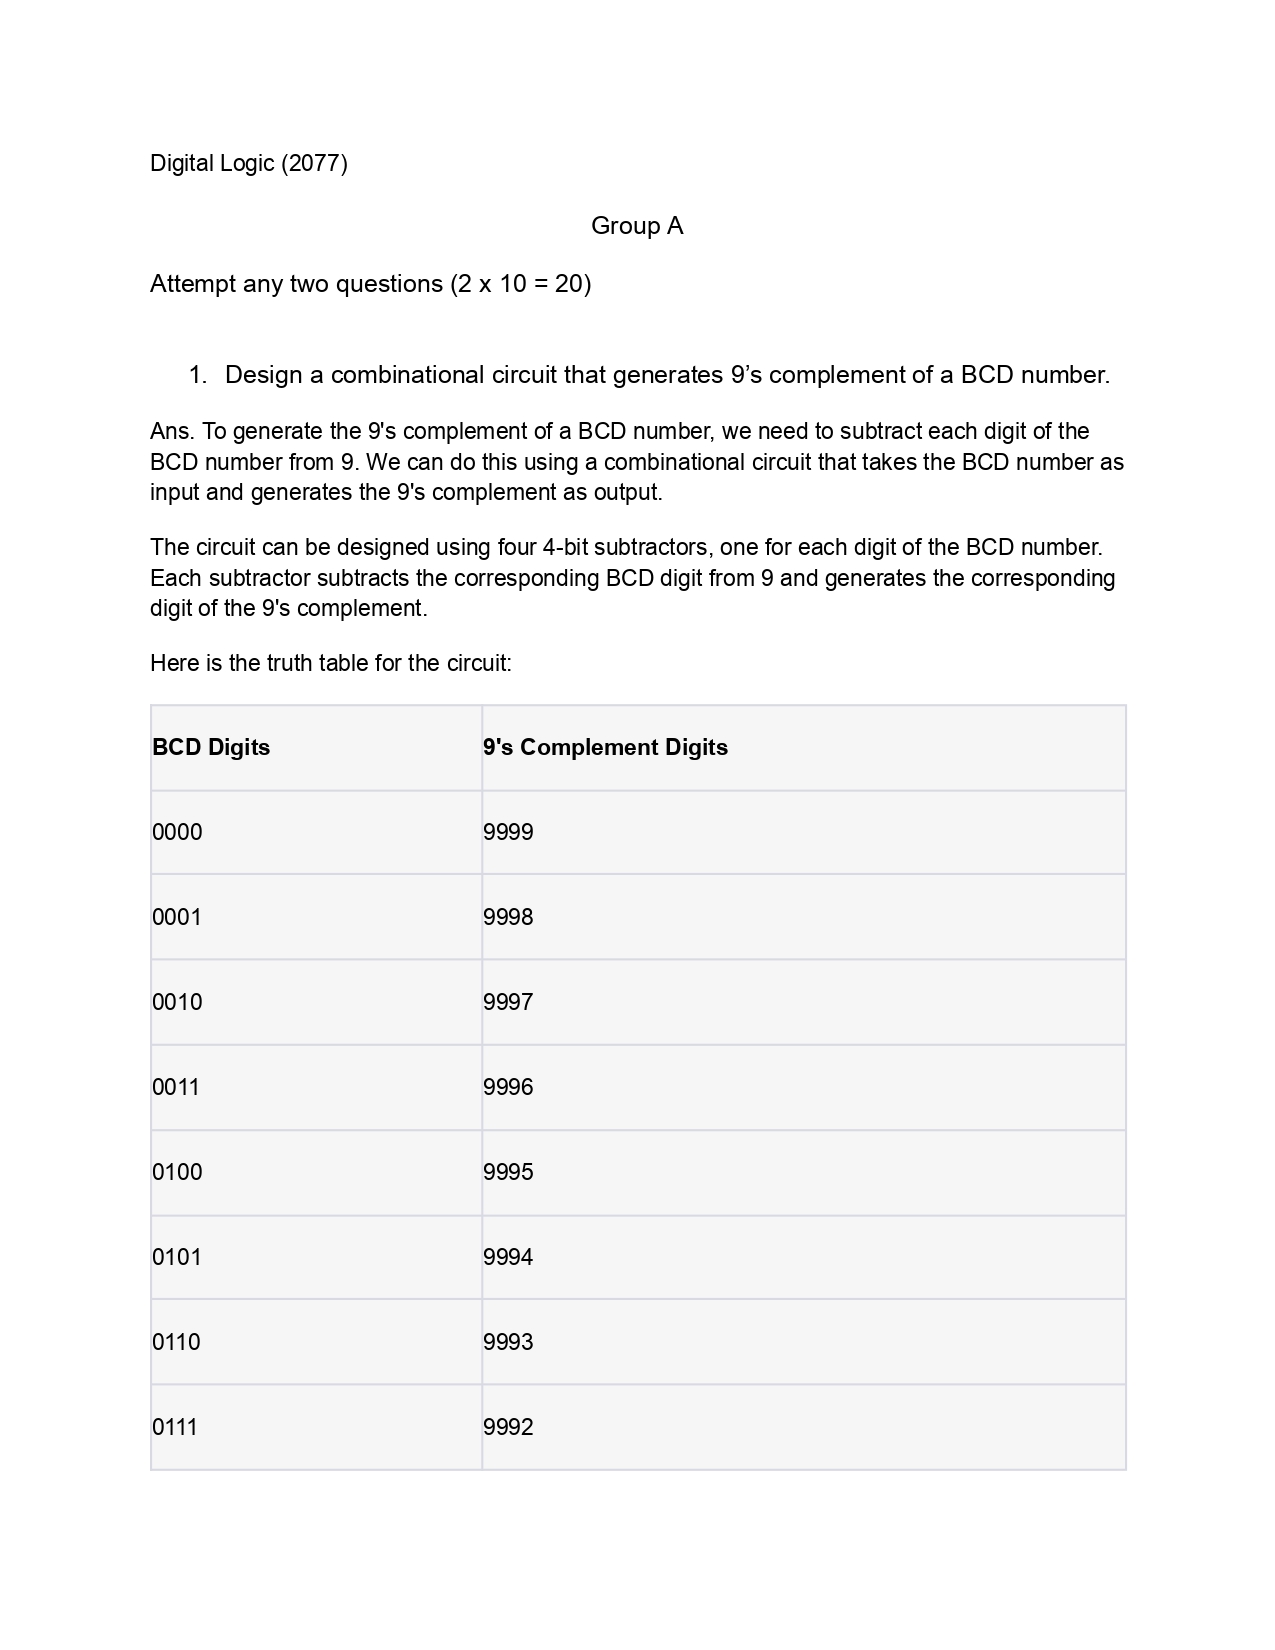 Digital Logic (2077)
Group A
Attempt any two questions (2 x 10 = 20)
1. Design a combinational circuit that generates 9’s complement of a BCD number.
Ans. To generate the 9's complement of a BCD number, we need to subtract each digit of the
BCD number from 9. We can do this using a combinational circuit that takes the BCD number as
input and generates the 9's complement as output.
The circuit can be designed using four 4-bit subtractors, one for each digit of the BCD number.
Each subtractor subtracts the corresponding BCD digit from 9 and generates the corresponding
digit of the 9's complement.
Here is the truth table for the circuit:
BCD Digits 9's Complement Digits
0000 9999
0001 9998
0010 9997
0011 9996
0100 9995
0101 9994
0110 9993
0111 9992